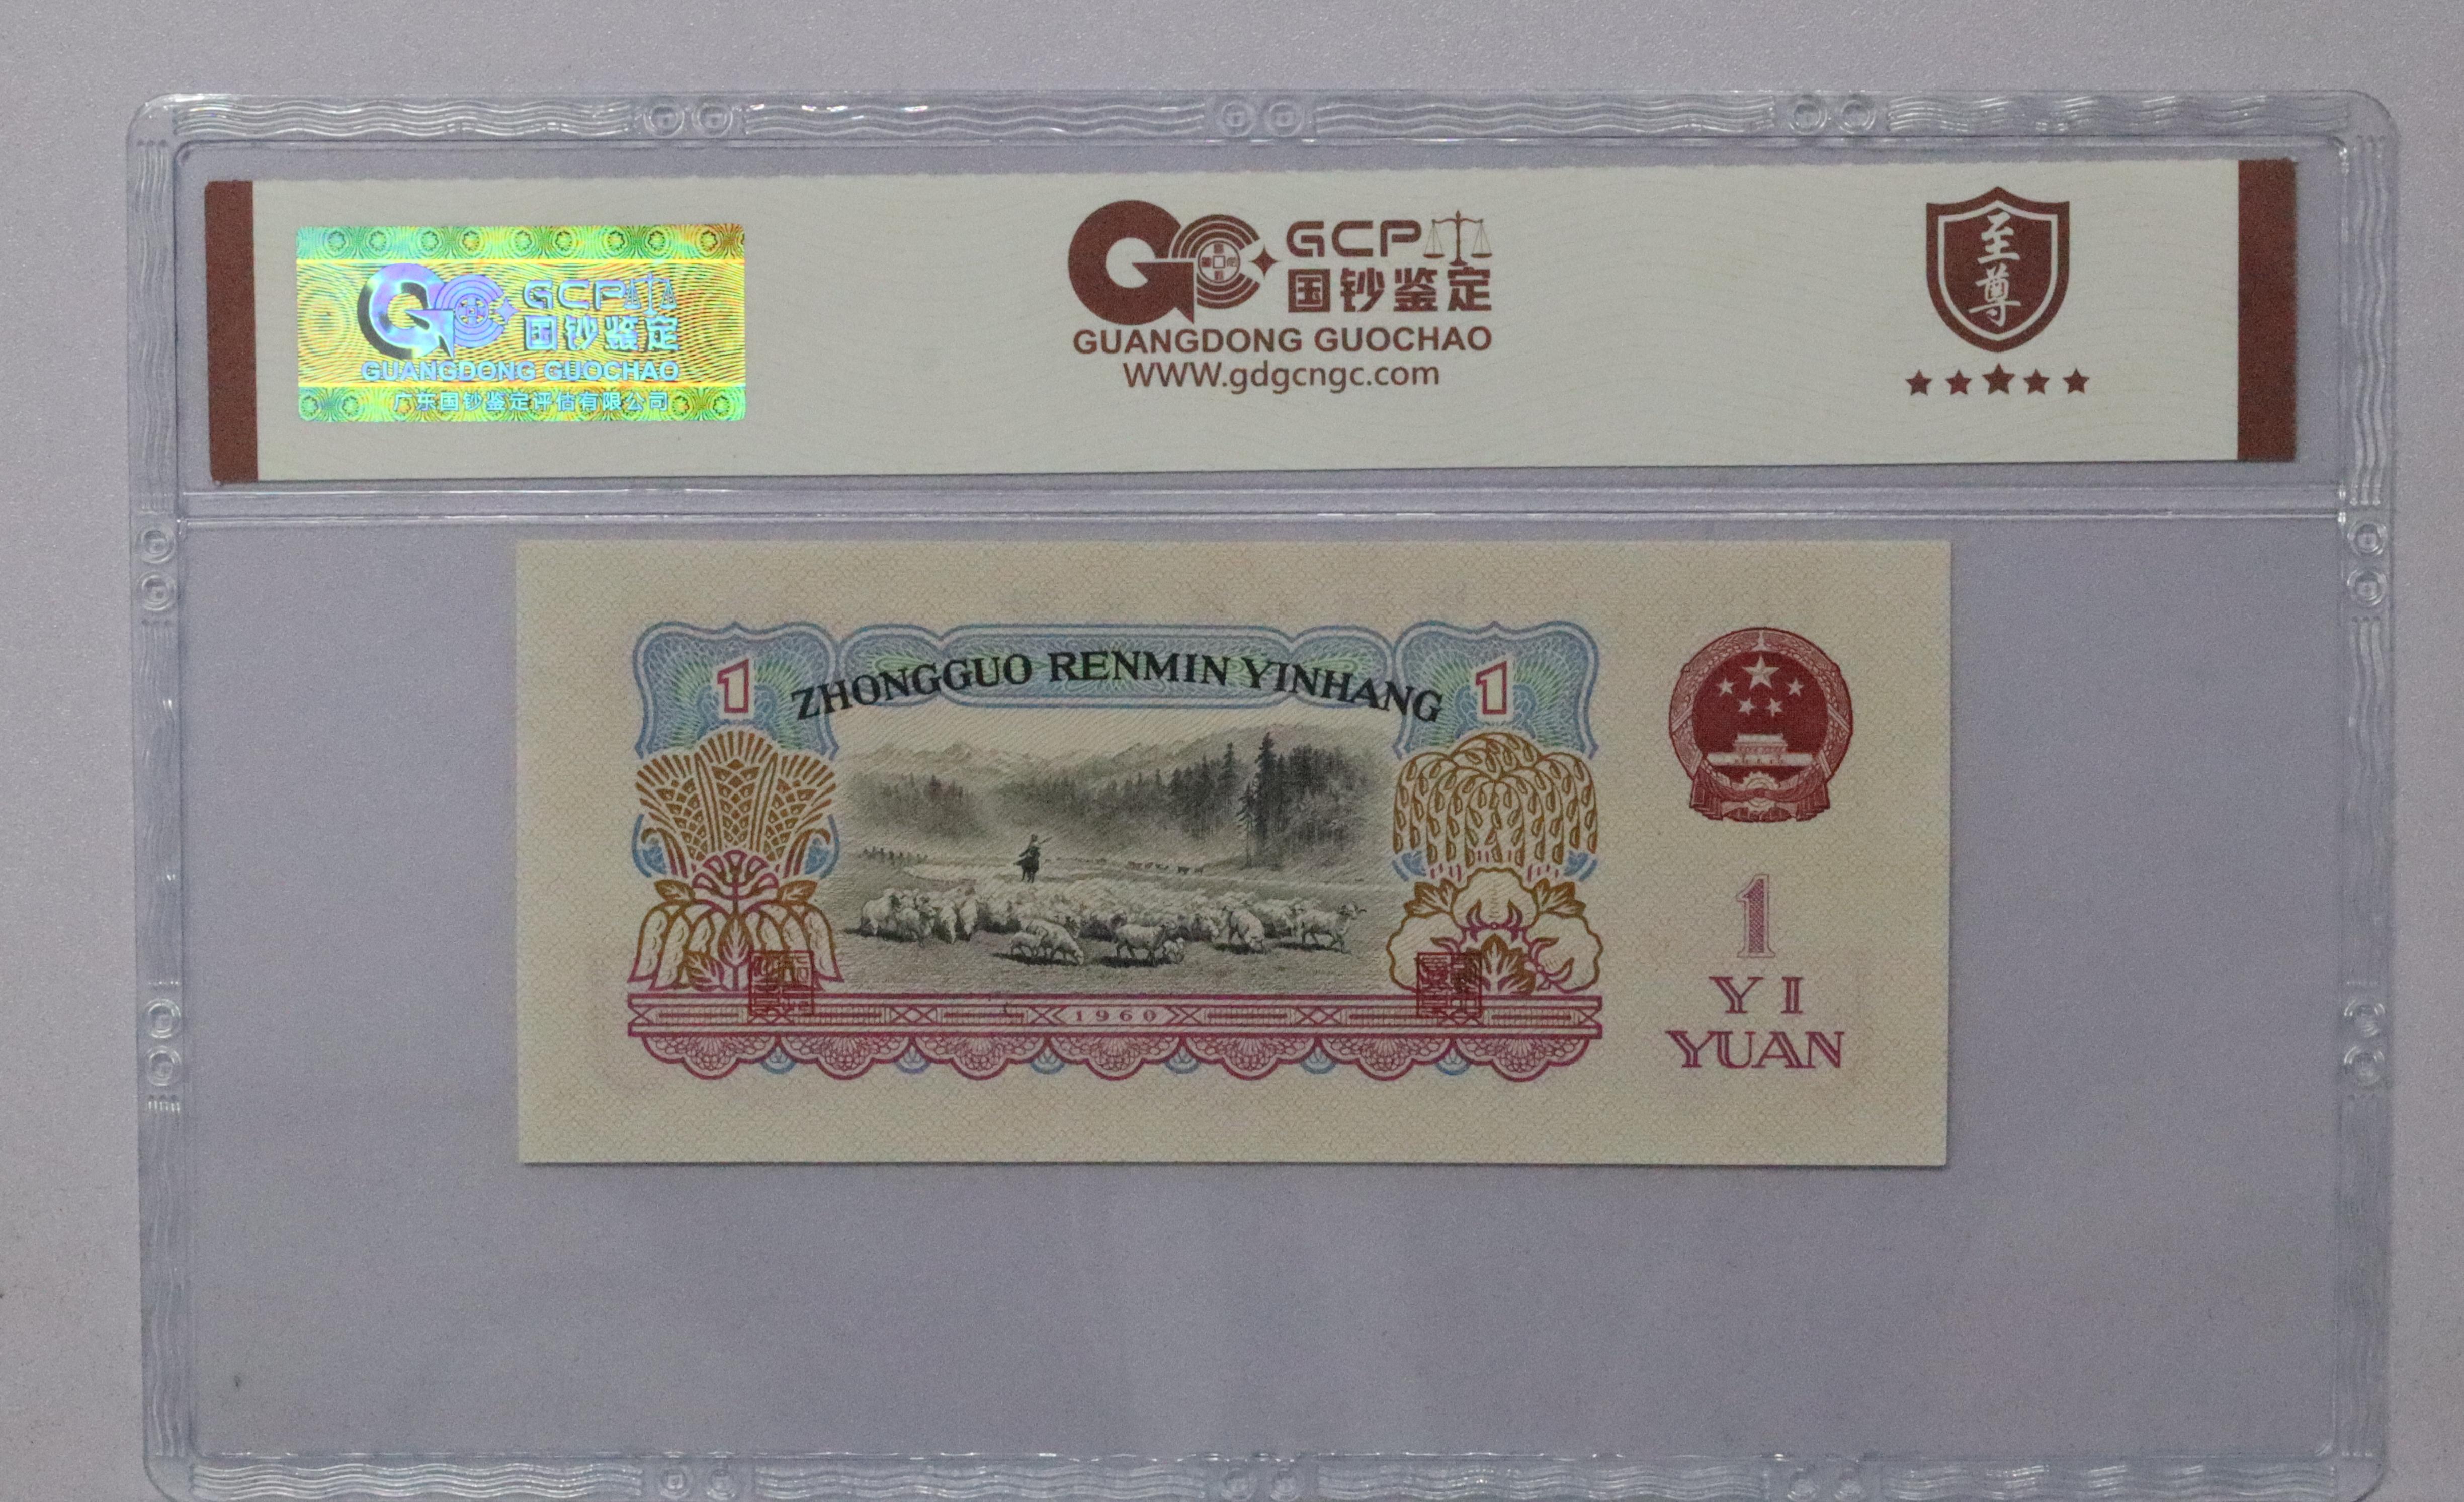 GCP
国钞鉴定
GUANGDONG GUOCHAO
广东国钞鉴定评估有限公司
GCP
国钞鉴定
GUANGDONG GUOCHAO
WWW.gdgcngc.com
至尊
1 ZHONGGUO RENMIN YINHANG 1
1
YI
YUAN
1960